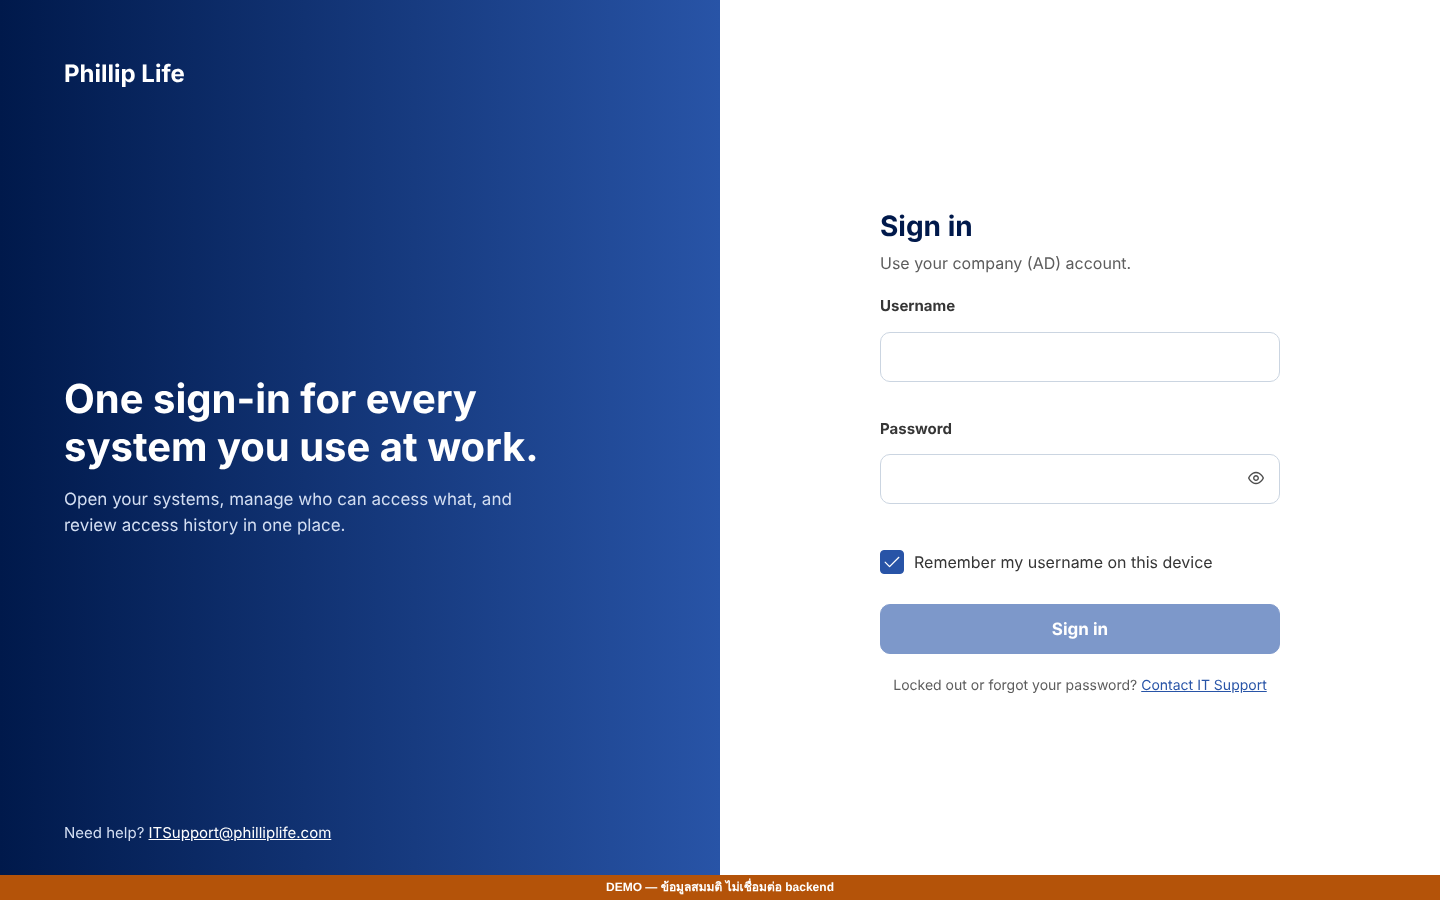 Phillip Life
One sign-in for every
system you use at work.
Open your systems, manage who can access what, and
review access history in one place.
Need help? ITSupport@philliplife.com
Sign in
Use your company (AD) account.
Username
Password
Remember my username on this device
Sign in
Locked out or forgot your password? Contact IT Support
DEMO — ข้อมูลสมมติ ไม่เชื่อมต่อ backend